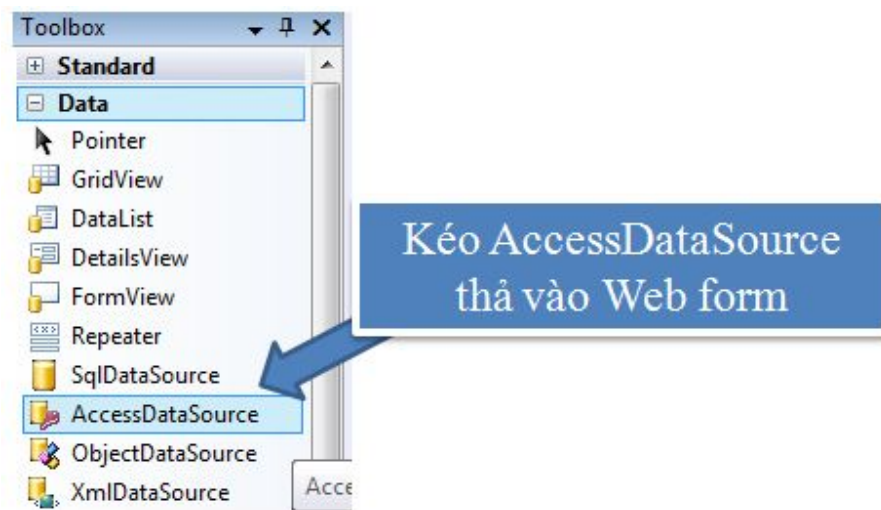 Toolbox
Standard
Data
Pointer
GridView
DataList
DetailsView
FormView
Repeater
SqlDataSource
AccessDataSource
ObjectDataSource
XmlDataSource
Acce
Kéo AccessDataSource
thả vào Web form